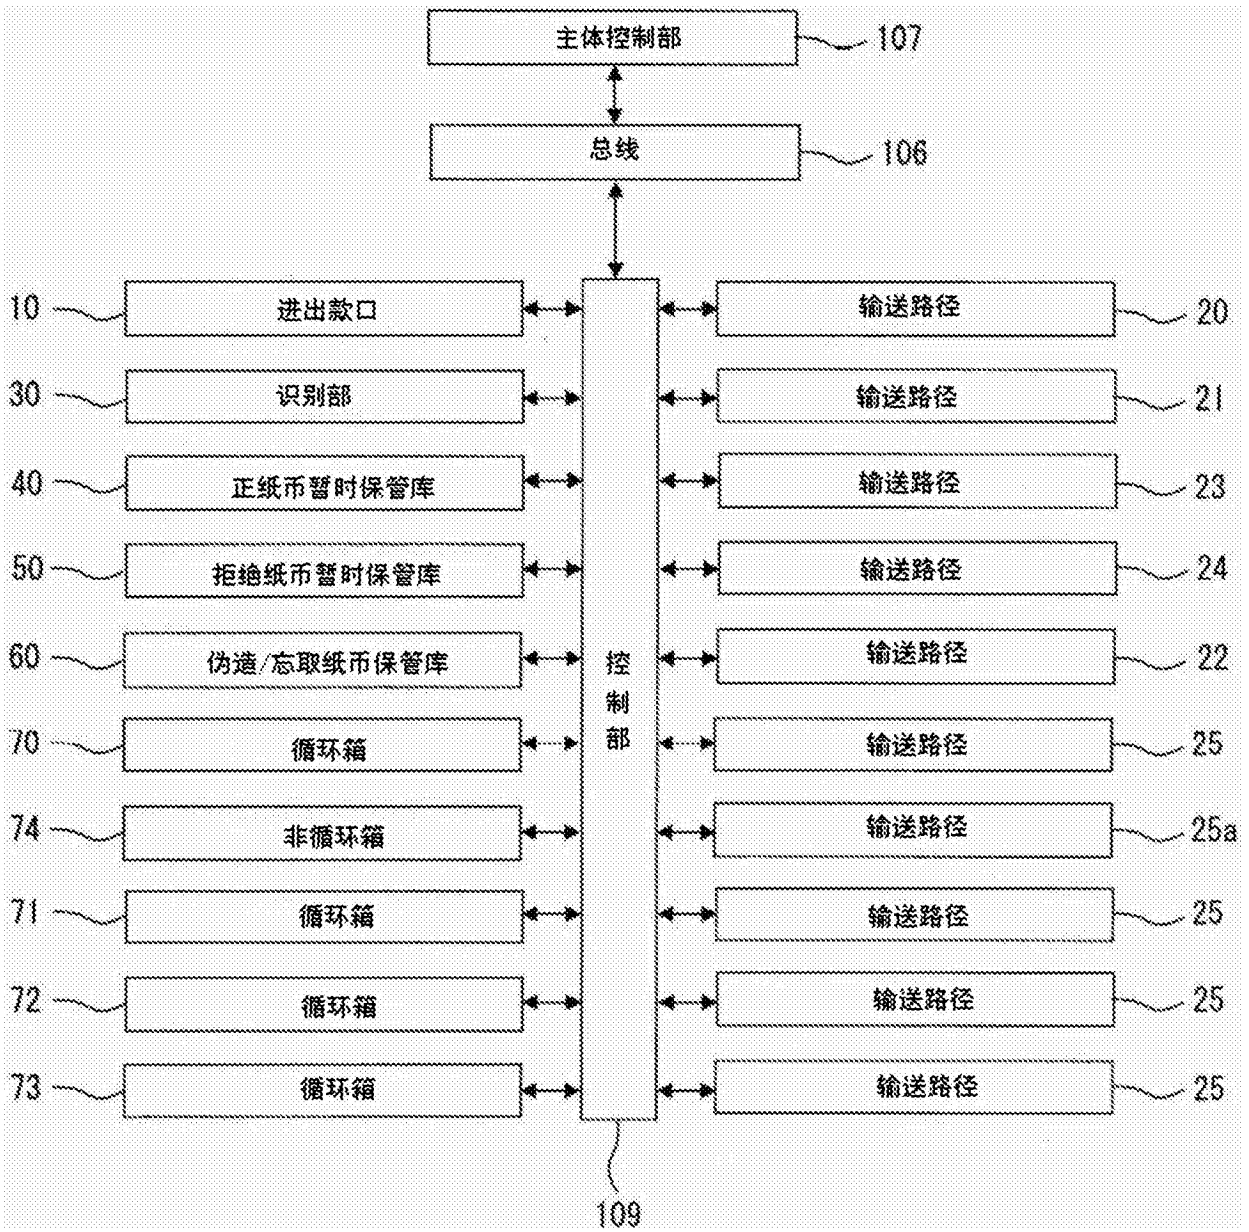 主体控制部 107
总线 106
10 进出款口 输送路径 20
30 识别部 输送路径 21
40 正纸币暂时保管库 输送路径 23
50 拒绝纸币暂时保管库 输送路径 24
60 伪造/忘取纸币保管库 输送路径 22
控制部
70 循环箱 输送路径 25
74 非循环箱 输送路径 25a
71 循环箱 输送路径 25
72 循环箱 输送路径 25
73 循环箱 输送路径 25
109